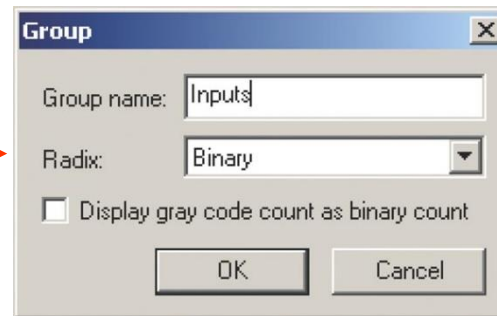 Group
Group name: Inputs
Radix: Binary
Display gray code count as binary count
OK Cancel